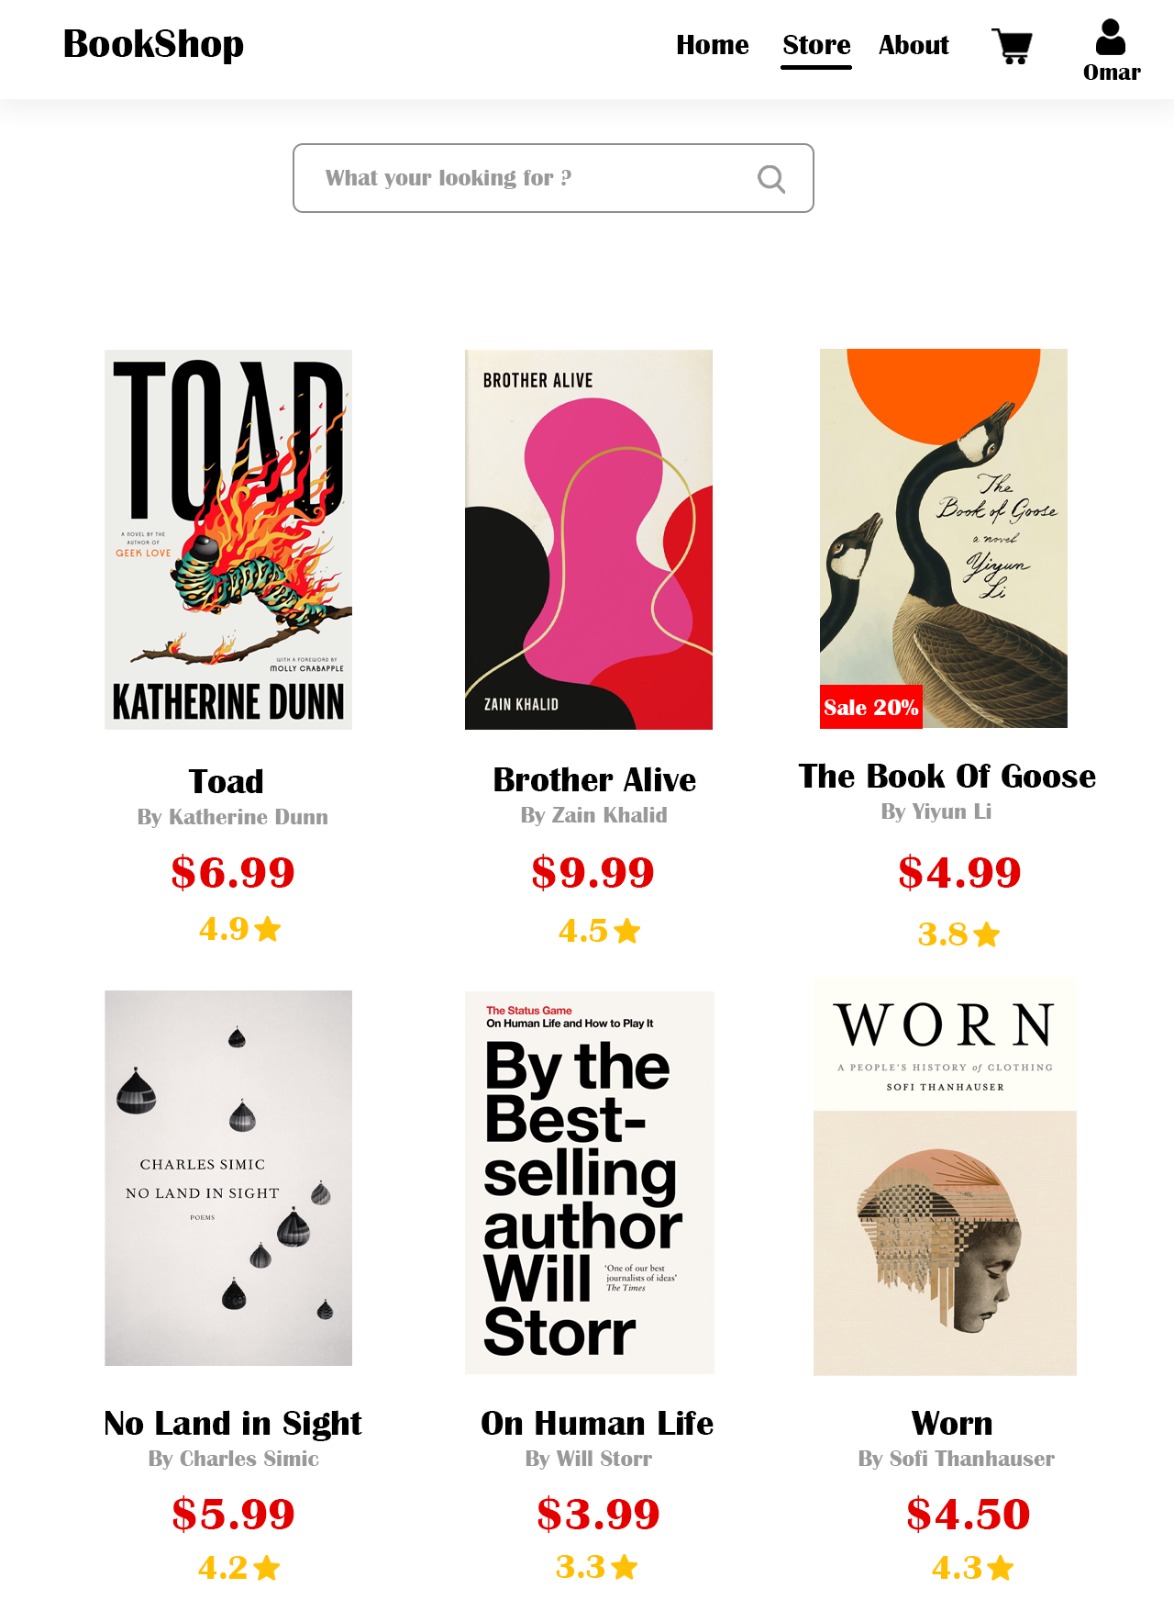 BookShop
Home Store About
Omar
What your looking for ?
TOAD
A NOVEL BY THE
AUTHOR OF
GEEK LOVE
WITH A FOREWORD BY
MOLLY CRABAPPLE
KATHERINE DUNN
BROTHER ALIVE
ZAIN KHALID
The
Book of Goose
a novel
Yiyun
Li
Sale 20%
Toad
By Katherine Dunn
$6.99
4.9
Brother Alive
By Zain Khalid
$9.99
4.5
The Book Of Goose
By Yiyun Li
$4.99
3.8
CHARLES SIMIC
NO LAND IN SIGHT
POEMS
The Status Game
On Human Life and How to Play It
By the
Best-
selling
author
Will
Storr
'One of our best
journalists of ideas'
The Times
WORN
A PEOPLE'S HISTORY of CLOTHING
SOFI THANHAUSER
No Land in Sight
By Charles Simic
$5.99
4.2
On Human Life
By Will Storr
$3.99
3.3
Worn
By Sofi Thanhauser
$4.50
4.3